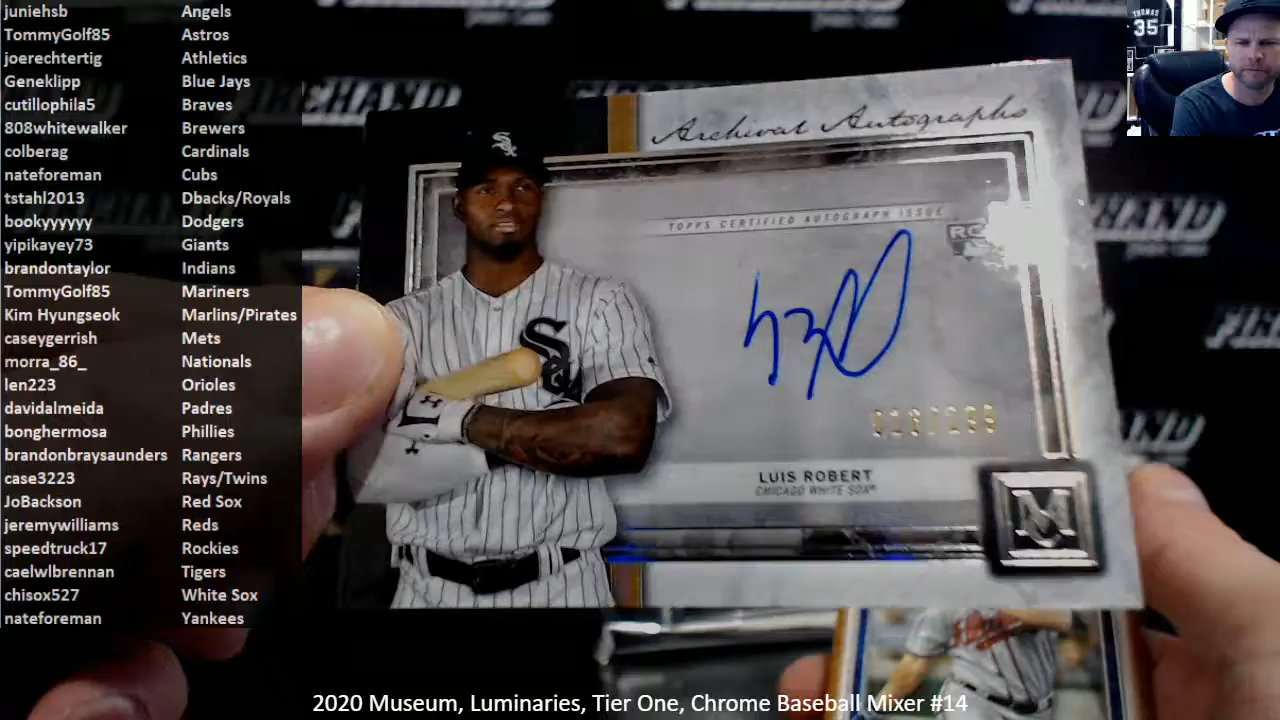 juniehsb Angels
TommyGolf85 Astros
joerechtertig Athletics
Geneklipp Blue Jays
cutillophila5 Braves
808whitewalker Brewers
colberag Cardinals
nateforeman Cubs
tstahl2013 Dbacks/Royals
bookyyyyyy Dodgers
yipikayey73 Giants
brandontaylor Indians
TommyGolf85 Mariners
Kim Hyungseok Marlins/Pirates
caseygerrish Mets
morra_86_ Nationals
len223 Orioles
davidalmeida Padres
bonghermosa Phillies
brandonbraysaunders Rangers
case3223 Rays/Twins
JoBackson Red Sox
jeremywilliams Reds
speedtruck17 Rockies
caelwlbrennan Tigers
chisox527 White Sox
nateforeman Yankees
THOMAS
35
Archival Autographs
TOPPS CERTIFIED AUTOGRAPH ISSUE
Sox
Sox
LUIS ROBERT
CHICAGO WHITE SOX
M
2020 Museum, Luminaries, Tier One, Chrome Baseball Mixer #14